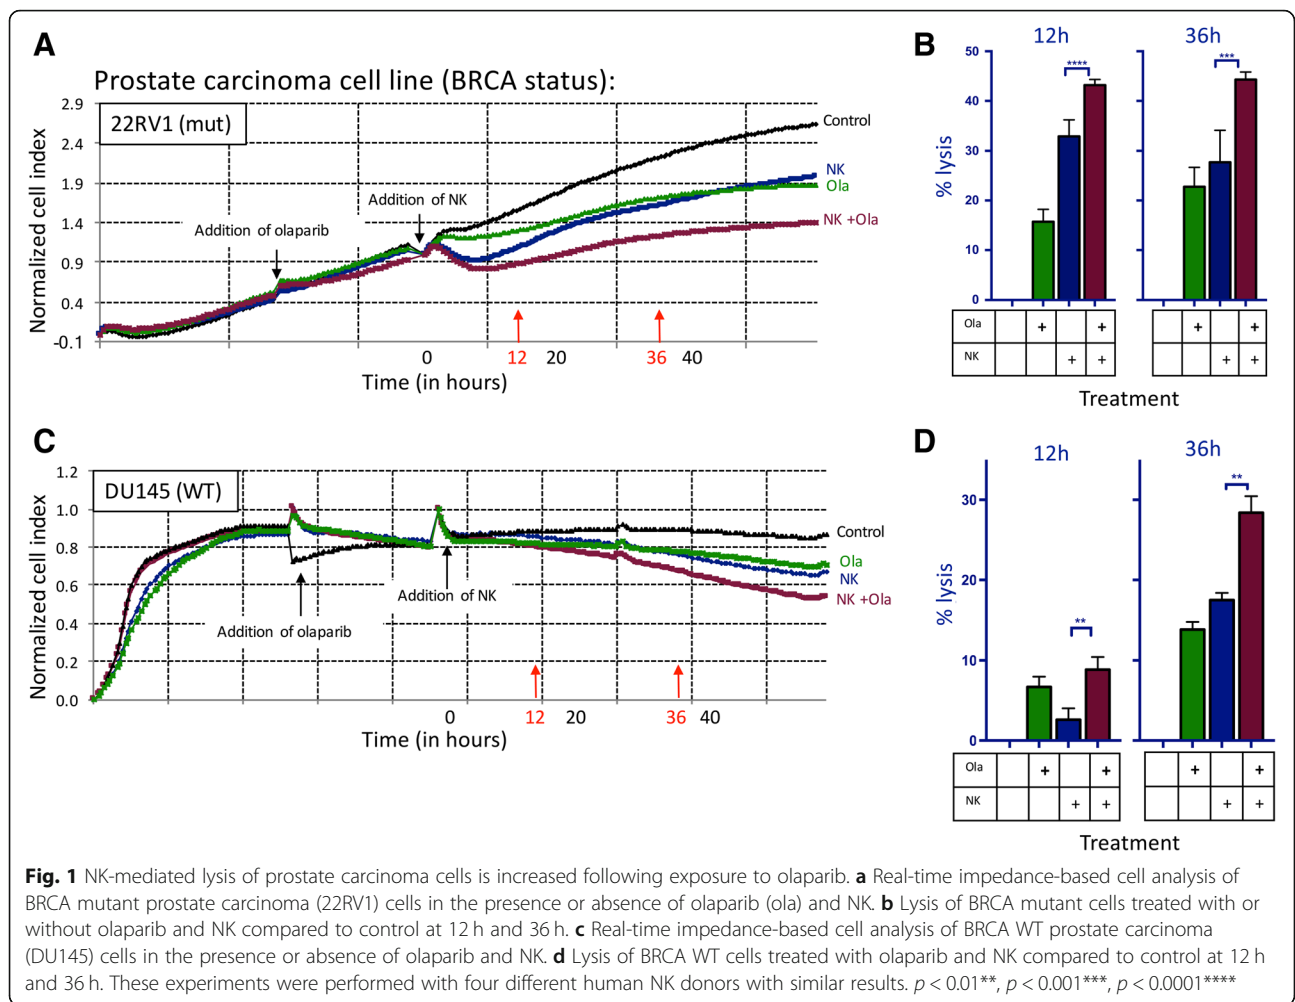 A
Prostate carcinoma cell line (BRCA status):
22RV1 (mut)
Normalized cell index
2.9
2.4
1.9
1.4
0.9
0.4
-0.1
Addition of olaparib
Addition of NK
Control
NK
Ola
NK +Ola
0 12 20 36 40
Time (in hours)
B
12h 36h
% lysis
50
40
30
20
10
0
**** ***
Ola + + + +
NK + + + +
Treatment
C
DU145 (WT)
Normalized cell index
1.2
1.0
0.8
0.6
0.4
0.2
0.0
Addition of olaparib
Addition of NK
Control
Ola
NK
NK +Ola
0 12 20 36 40
Time (in hours)
D
12h 36h
% lysis
30
20
10
0
** **
Ola + + + +
NK + + + +
Treatment
Fig. 1 NK-mediated lysis of prostate carcinoma cells is increased following exposure to olaparib. a Real-time impedance-based cell analysis of
BRCA mutant prostate carcinoma (22RV1) cells in the presence or absence of olaparib (ola) and NK. b Lysis of BRCA mutant cells treated with or
without olaparib and NK compared to control at 12 h and 36 h. c Real-time impedance-based cell analysis of BRCA WT prostate carcinoma
(DU145) cells in the presence or absence of olaparib and NK. d Lysis of BRCA WT cells treated with olaparib and NK compared to control at 12 h
and 36 h. These experiments were performed with four different human NK donors with similar results. p < 0.01**, p < 0.001***, p < 0.0001****